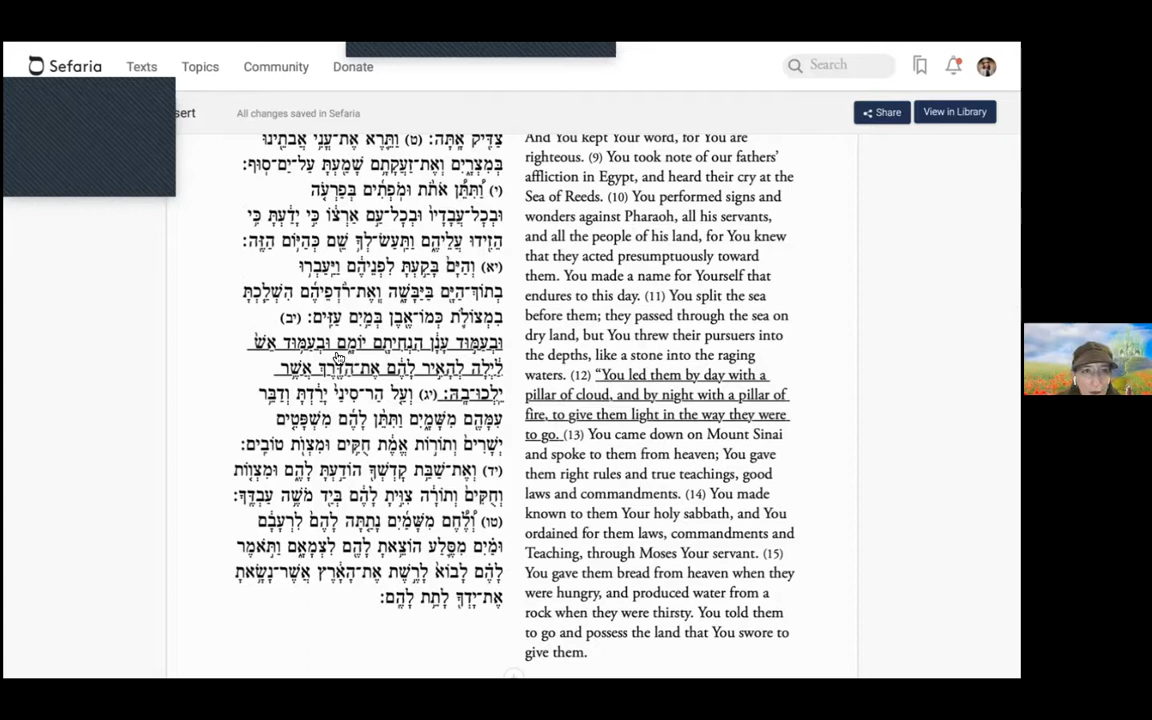 Sefaria
Texts
Topics
Community
Donate
Search
sert
All changes saved in Sefaria
Share
View in Library
צַדִּ֖יק אָֽתָּה׃ (ט) וַתֵּ֛רֶא אֶת־עֳנִ֥י אֲבֹתֵ֖ינוּ
בְּמִצְרָ֑יִם וְאֶת־זַעֲקָתָ֥ם שָׁמַ֖עְתָּ עַל־יַם־סֽוּף׃
(י) וַ֠תִּתֵּ֠ן אֹתֹ֨ת וּמֹֽפְתִ֜ים בְּפַרְעֹ֤ה
וּבְכׇל־עֲבָדָיו֙ וּבְכׇל־עַ֣ם אַרְצ֔וֹ כִּ֣י יָדַ֔עְתָּ כִּ֥י
הֵזִ֖ידוּ עֲלֵיהֶ֑ם וַתַּֽעַשׂ־לְךָ֥ שֵׁ֖ם כְּהַיּ֥וֹם הַזֶּֽה׃
(יא) וְהַיָּם֙ בָּקַ֣עְתָּ לִפְנֵיהֶ֔ם וַיַּעַבְר֥וּ
בְתוֹךְ־הַיָּ֖ם בַּיַּבָּשָׁ֑ה וְֽאֶת־רֹ֨דְפֵיהֶ֜ם הִשְׁלַ֧כְתָּ
בִמְצוֹלֹ֛ת כְּמוֹ־אֶ֖בֶן בְּמַ֥יִם עַזִּֽים׃ (יב)
וּבְעַמּ֣וּד עָנָ֔ן הִנְחִיתָ֖ם יוֹמָ֑ם וּבְעַמּ֥וּד אֵשׁ֙
לַ֔יְלָה לְהָאִ֣יר לָהֶ֔ם אֶת־הַדֶּ֖רֶךְ אֲשֶׁ֥ר
יֵֽלְכוּ־בָֽהּ׃ (יג) וְעַ֤ל הַר־סִינַי֙ יָרַ֔דְתָּ וְדַבֵּ֥ר
עִמָּהֶ֖ם מִשָּׁמָ֑יִם וַתִּתֵּ֨ן לָהֶ֜ם מִשְׁפָּטִ֤ים
יְשָׁרִים֙ וְתוֹר֣וֹת אֱמֶ֔ת חֻקִּ֥ים וּמִצְוֺ֖ת טוֹבִֽים׃
(יד) וְאֶת־שַׁבַּ֥ת קׇדְשְׁךָ֖ הוֹדַ֣עְתָ לָהֶ֑ם וּמִצְו֤וֹת
וְחֻקִּים֙ וְתוֹרָ֔ה צִוִּ֣יתָ לָהֶ֔ם בְּיַ֖ד מֹשֶׁ֥ה עַבְדֶּֽךָ׃
(טו) וְ֠לֶ֠חֶם מִשָּׁמַ֜יִם נָתַ֤תָּה לָהֶם֙ לִרְעָבָ֔ם
וּמַ֗יִם מִסֶּ֛לַע הוֹצֵ֥אתָ לָהֶ֖ם לִצְמָאָ֑ם וַתֹּ֣אמֶר
לָהֶ֗ם לָבוֹא֙ לָרֶ֣שֶׁת אֶת־הָאָ֔רֶץ אֲשֶׁר־נָשָׂ֥אתָ
אֶת־יָדְךָ֖ לָתֵ֥ת לָהֶֽם׃
And You kept Your word, for You are
righteous. (9) You took note of our fathers’
affliction in Egypt, and heard their cry at the
Sea of Reeds. (10) You performed signs and
wonders against Pharaoh, all his servants,
and all the people of his land, for You knew
that they acted presumptuously toward
them. You made a name for Yourself that
endures to this day. (11) You split the sea
before them; they passed through the sea on
dry land, but You threw their pursuers into
the depths, like a stone into the raging
waters. (12) “You led them by day with a
pillar of cloud, and by night with a pillar of
fire, to give them light in the way they were
to go. (13) You came down on Mount Sinai
and spoke to them from heaven; You gave
them right rules and true teachings, good
laws and commandments. (14) You made
known to them Your holy sabbath, and You
ordained for them laws, commandments and
Teaching, through Moses Your servant. (15)
You gave them bread from heaven when they
were hungry, and produced water from a
rock when they were thirsty. You told them
to go and possess the land that You swore to
give them.